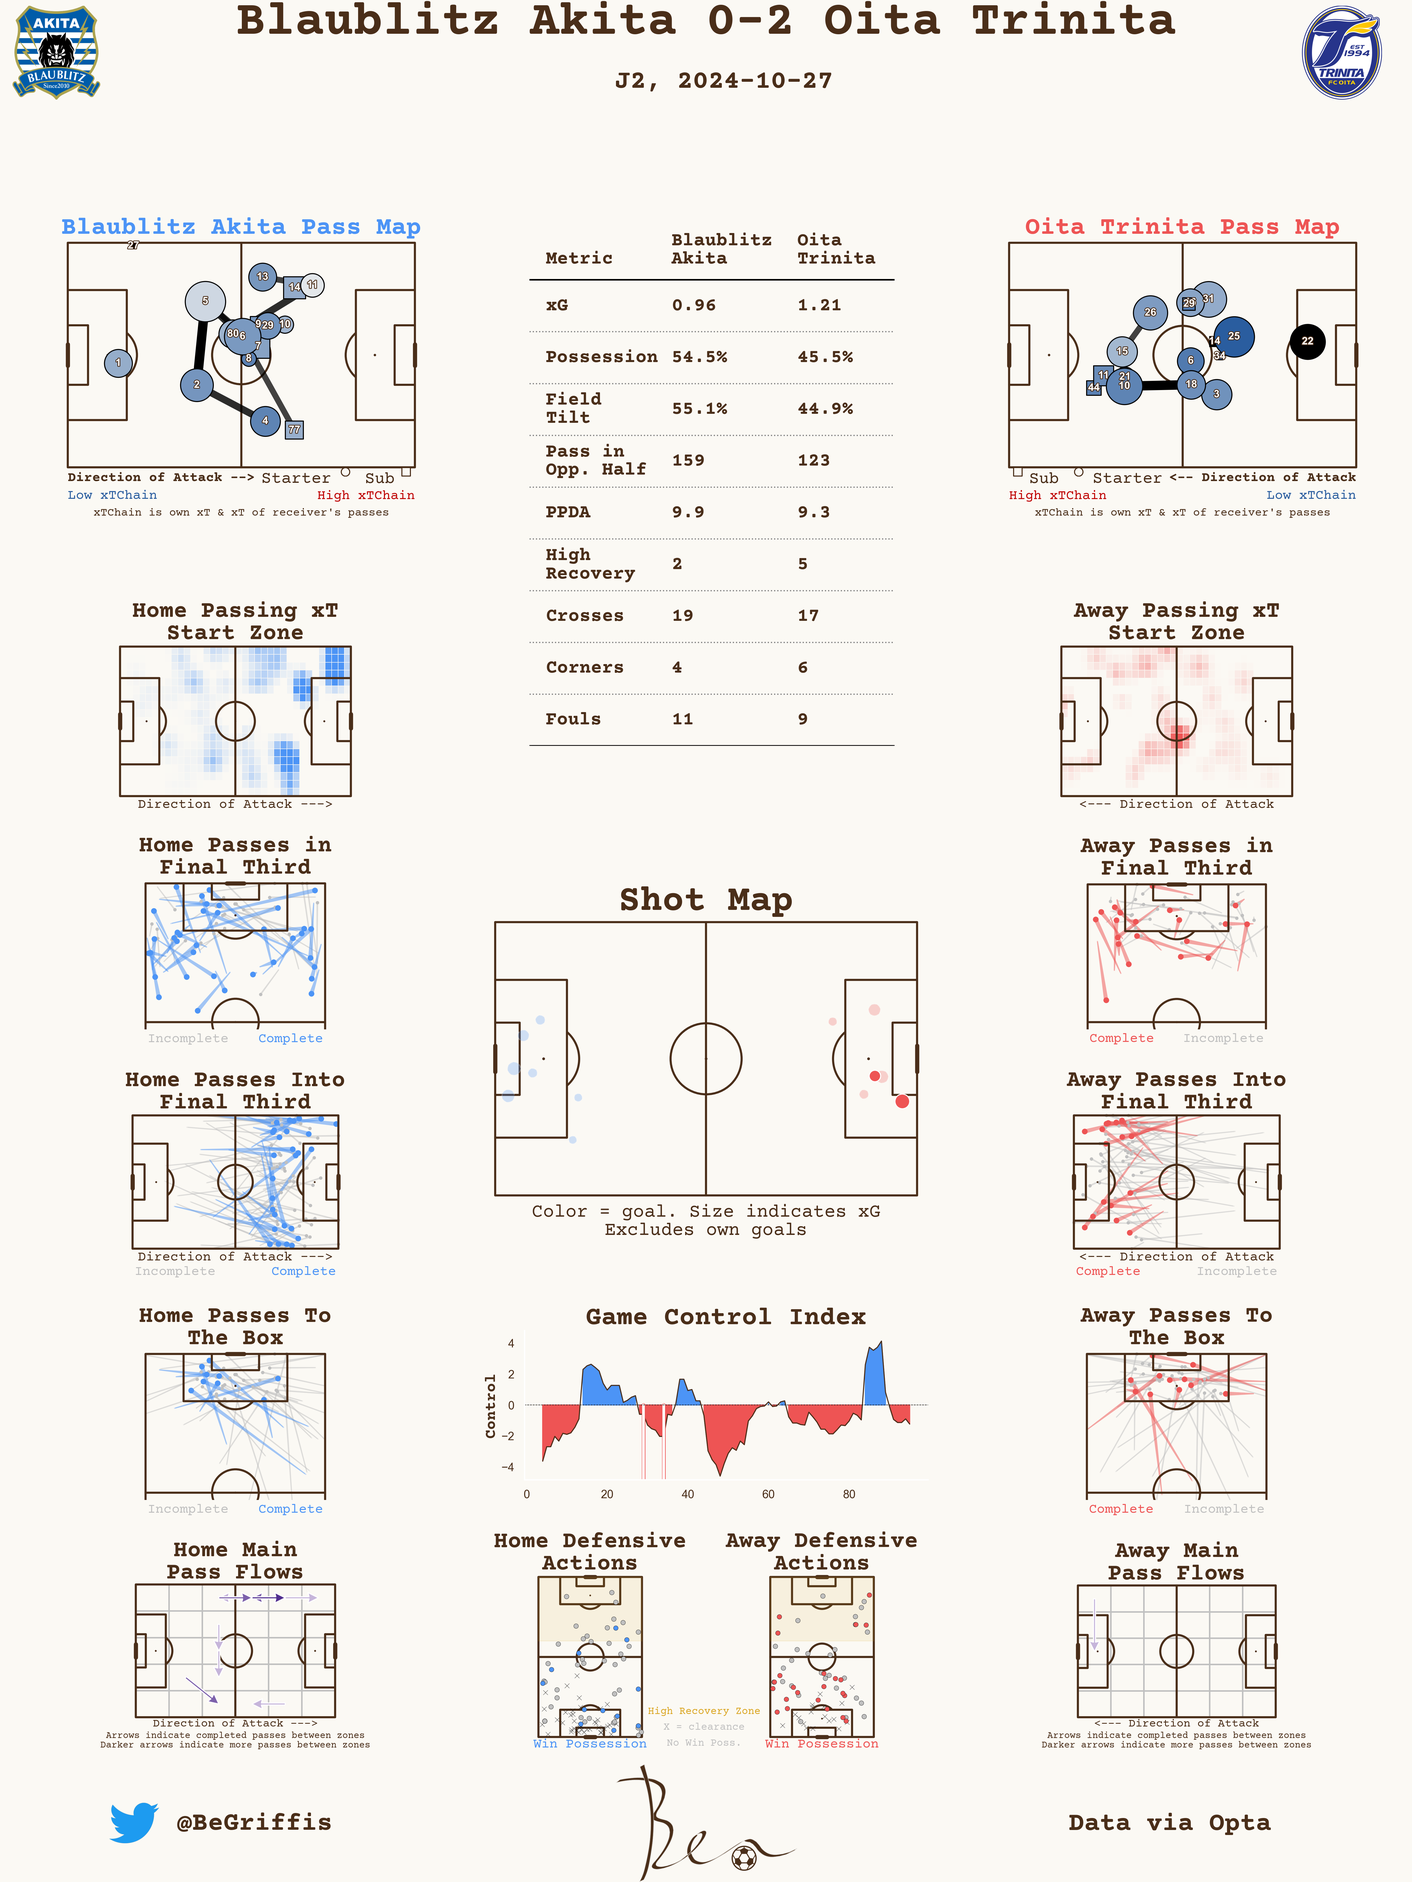 Blaublitz Akita 0-2 Oita Trinita
J2, 2024-10-27
AKITA
BLAUBLITZ
Since2010
EST
1994
TRINITA
FC OITA
Blaublitz Akita Pass Map
27
13
14
11
5
9
29
10
80
6
7
8
1
2
4
77
Direction of Attack --> Starter Sub
Low xTChain High xTChain
xTChain is own xT & xT of receiver's passes
Metric Blaublitz Akita Oita Trinita
xG 0.96 1.21
Possession 54.5% 45.5%
Field Tilt 55.1% 44.9%
Pass in Opp. Half 159 123
PPDA 9.9 9.3
High Recovery 2 5
Crosses 19 17
Corners 4 6
Fouls 11 9
Oita Trinita Pass Map
26
29
31
25
14
34
22
15
6
11
21
44
10
18
3
Sub Starter <-- Direction of Attack
High xTChain Low xTChain
xTChain is own xT & xT of receiver's passes
Home Passing xT
Start Zone
Direction of Attack --->
Away Passing xT
Start Zone
<--- Direction of Attack
Home Passes in
Final Third
Incomplete Complete
Away Passes in
Final Third
Complete Incomplete
Shot Map
Color = goal. Size indicates xG
Excludes own goals
Home Passes Into
Final Third
Direction of Attack --->
Incomplete Complete
Away Passes Into
Final Third
<--- Direction of Attack
Complete Incomplete
Home Passes To
The Box
Incomplete Complete
Game Control Index
Control
4
2
0
−2
−4
0 20 40 60 80
Away Passes To
The Box
Complete Incomplete
Home Main
Pass Flows
Direction of Attack --->
Arrows indicate completed passes between zones
Darker arrows indicate more passes between zones
Home Defensive
Actions
Win Possession
High Recovery Zone
X = clearance
No Win Poss.
Away Defensive
Actions
Win Possession
Away Main
Pass Flows
<--- Direction of Attack
Arrows indicate completed passes between zones
Darker arrows indicate more passes between zones
@BeGriffis
Ben
Data via Opta